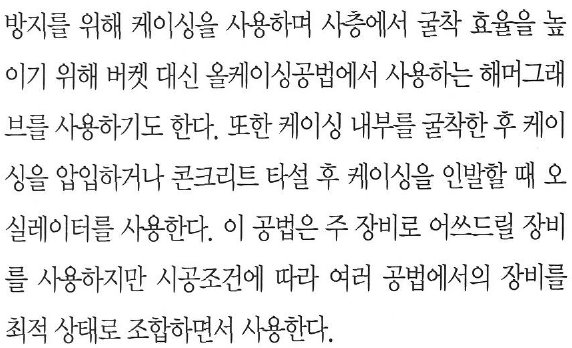 방지를 위해 케이싱을 사용하며 사층에서 굴착 효율을 높
이기 위해 버켓 대신 올케이싱공법에서 사용하는 해머그래
브를 사용하기도 한다. 또한 케이싱 내부를 굴착한 후 케이
싱을 압입하거나 콘크리트 타설 후 케이싱을 인발할 때 오
실레이터를 사용한다. 이 공법은 주 장비로 어쓰드릴 장비
를 사용하지만 시공조건에 따라 여러 공법에서의 장비를
최적 상태로 조합하면서 사용한다.